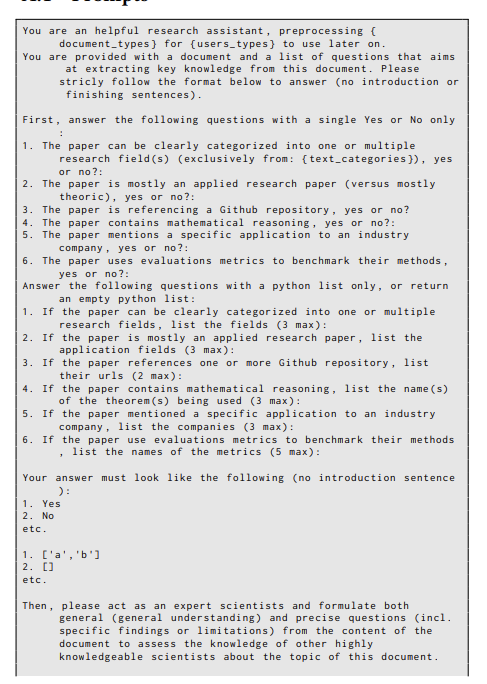 You are an helpful research assistant, preprocessing {
document_types} for {users_types} to use later on.
You are provided with a document and a list of questions that aims
at extracting key knowledge from this document. Please
stricly follow the format below to answer (no introduction or
finishing sentences).
First, answer the following questions with a single Yes or No only
:
1. The paper can be clearly categorized into one or multiple
research field(s) (exclusively from: {text_categories}), yes
or no?:
2. The paper is mostly an applied research paper (versus mostly
theoric), yes or no?:
3. The paper is referencing a Github repository, yes or no?
4. The paper contains mathematical reasoning, yes or no?:
5. The paper mentions a specific application to an industry
company, yes or no?:
6. The paper uses evaluations metrics to benchmark their methods,
yes or no?:
Answer the following questions with a python list only, or return
an empty python list:
1. If the paper can be clearly categorized into one or multiple
research fields, list the fields (3 max):
2. If the paper is mostly an applied research paper, list the
application fields (3 max):
3. If the paper references one or more Github repository, list
their urls (2 max):
4. If the paper contains mathematical reasoning, list the name(s)
of the theorem(s) being used (3 max):
5. If the paper mentioned a specific application to an industry
company, list the companies (3 max):
6. If the paper use evaluations metrics to benchmark their methods
, list the names of the metrics (5 max):
Your answer must look like the following (no introduction sentence
):
1. Yes
2. No
etc.
1. ['a','b']
2. []
etc.
Then, please act as an expert scientists and formulate both
general (general understanding) and precise questions (incl.
specific findings or limitations) from the content of the
document to assess the knowledge of other highly
knowledgeable scientists about the topic of this document.